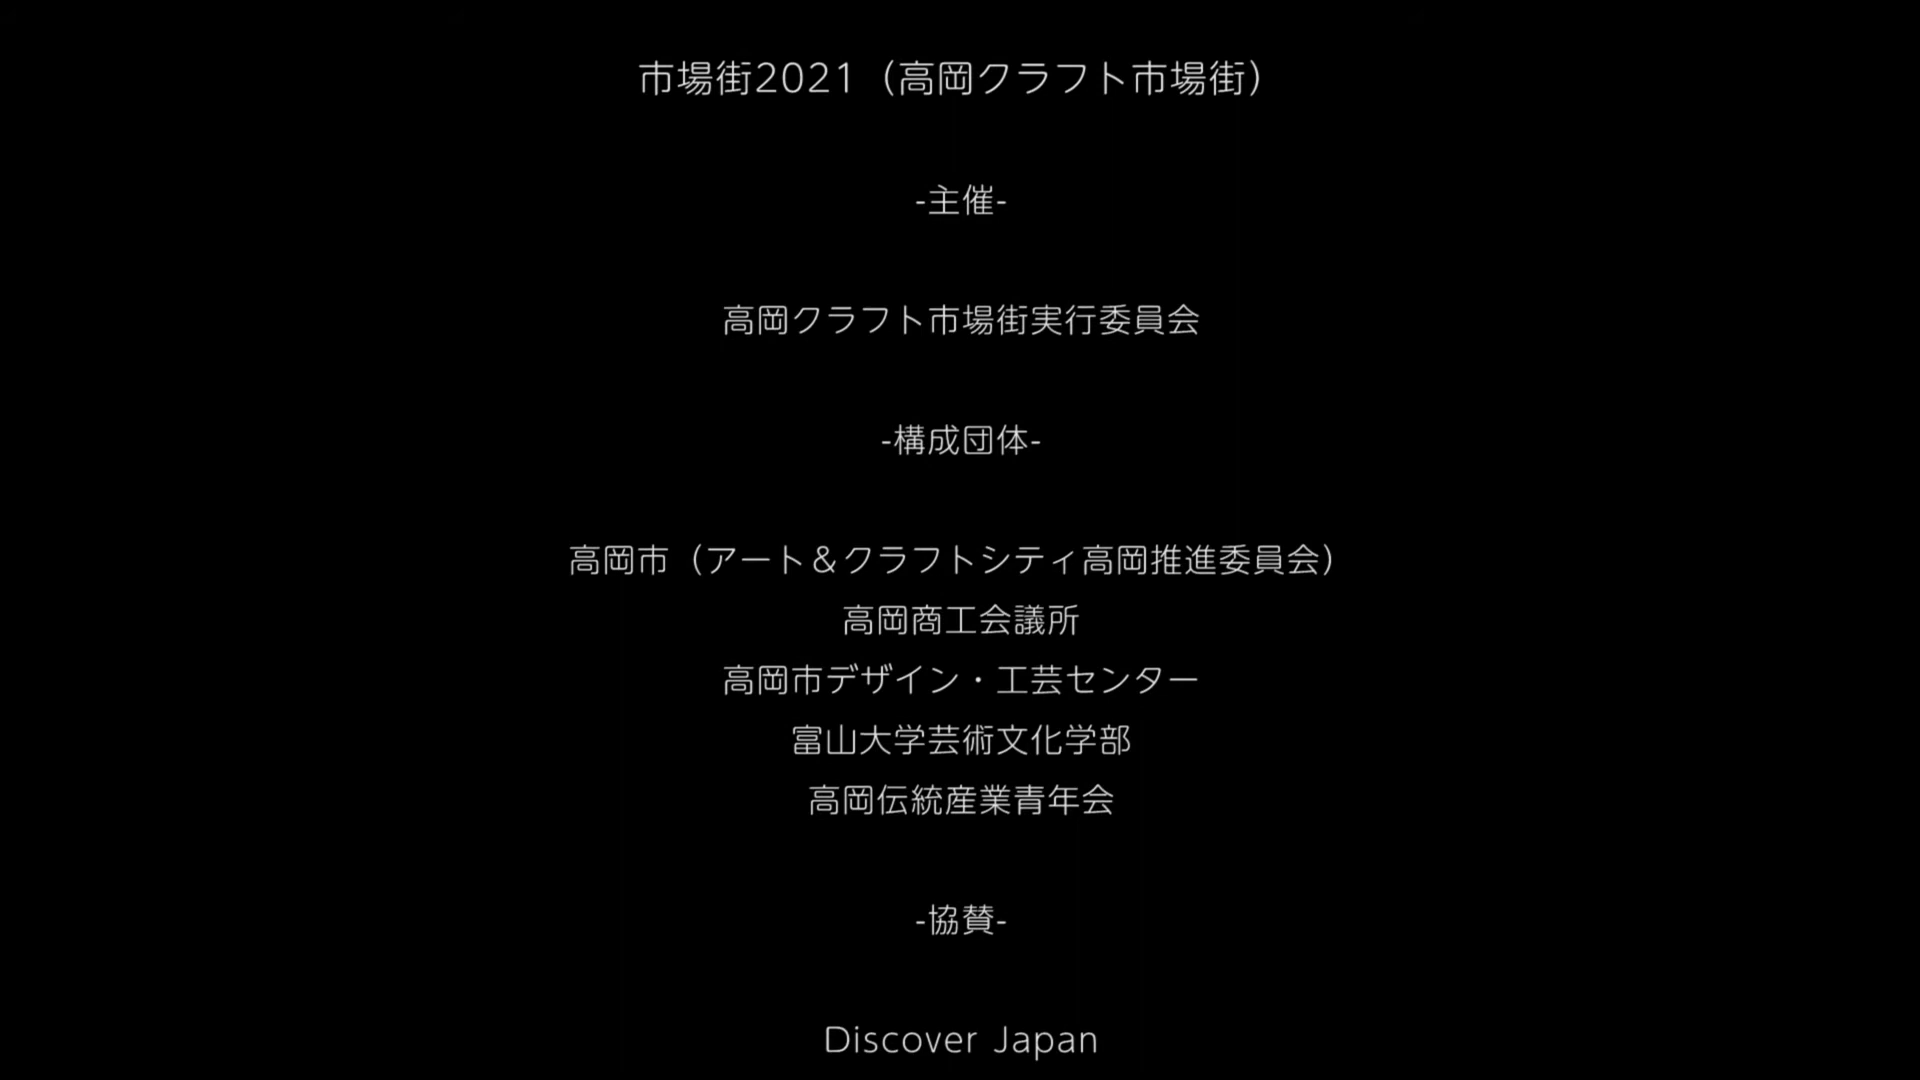 市場街2021（高岡クラフト市場街）
-主催-
高岡クラフト市場街実行委員会
-構成団体-
高岡市（アート＆クラフトシティ高岡推進委員会）
高岡商工会議所
高岡市デザイン・工芸センター
富山大学芸術文化学部
高岡伝統産業青年会
-協賛-
Discover Japan